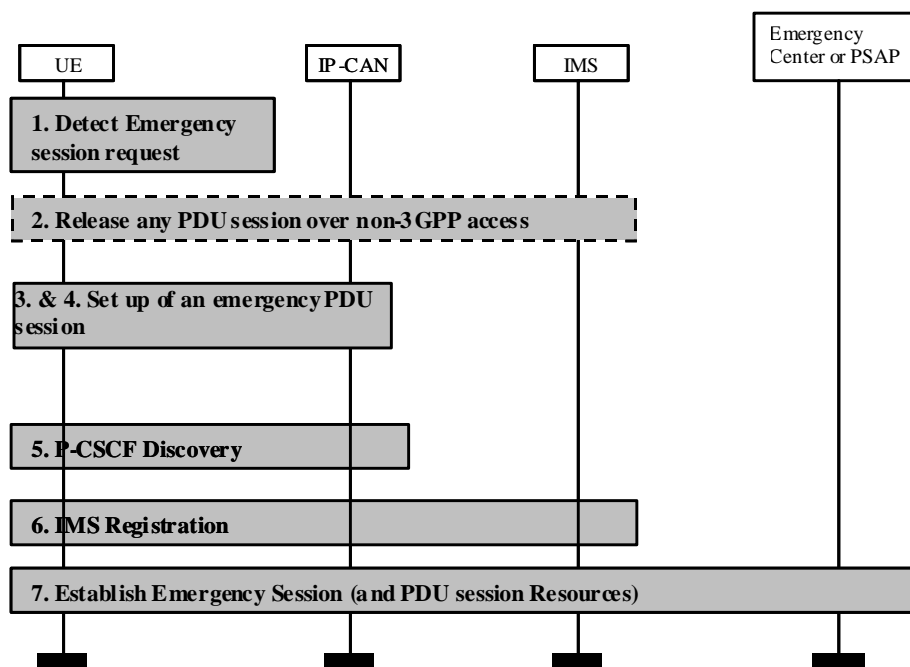 Emergency
Center or PSAP
UE
IP-CAN
IMS
1. Detect Emergency
session request
2. Release any PDU session over non-3GPP access
3. & 4. Set up of an emergency PDU
session
5. P-CSCF Discovery
6. IMS Registration
7. Establish Emergency Session (and PDU session Resources)